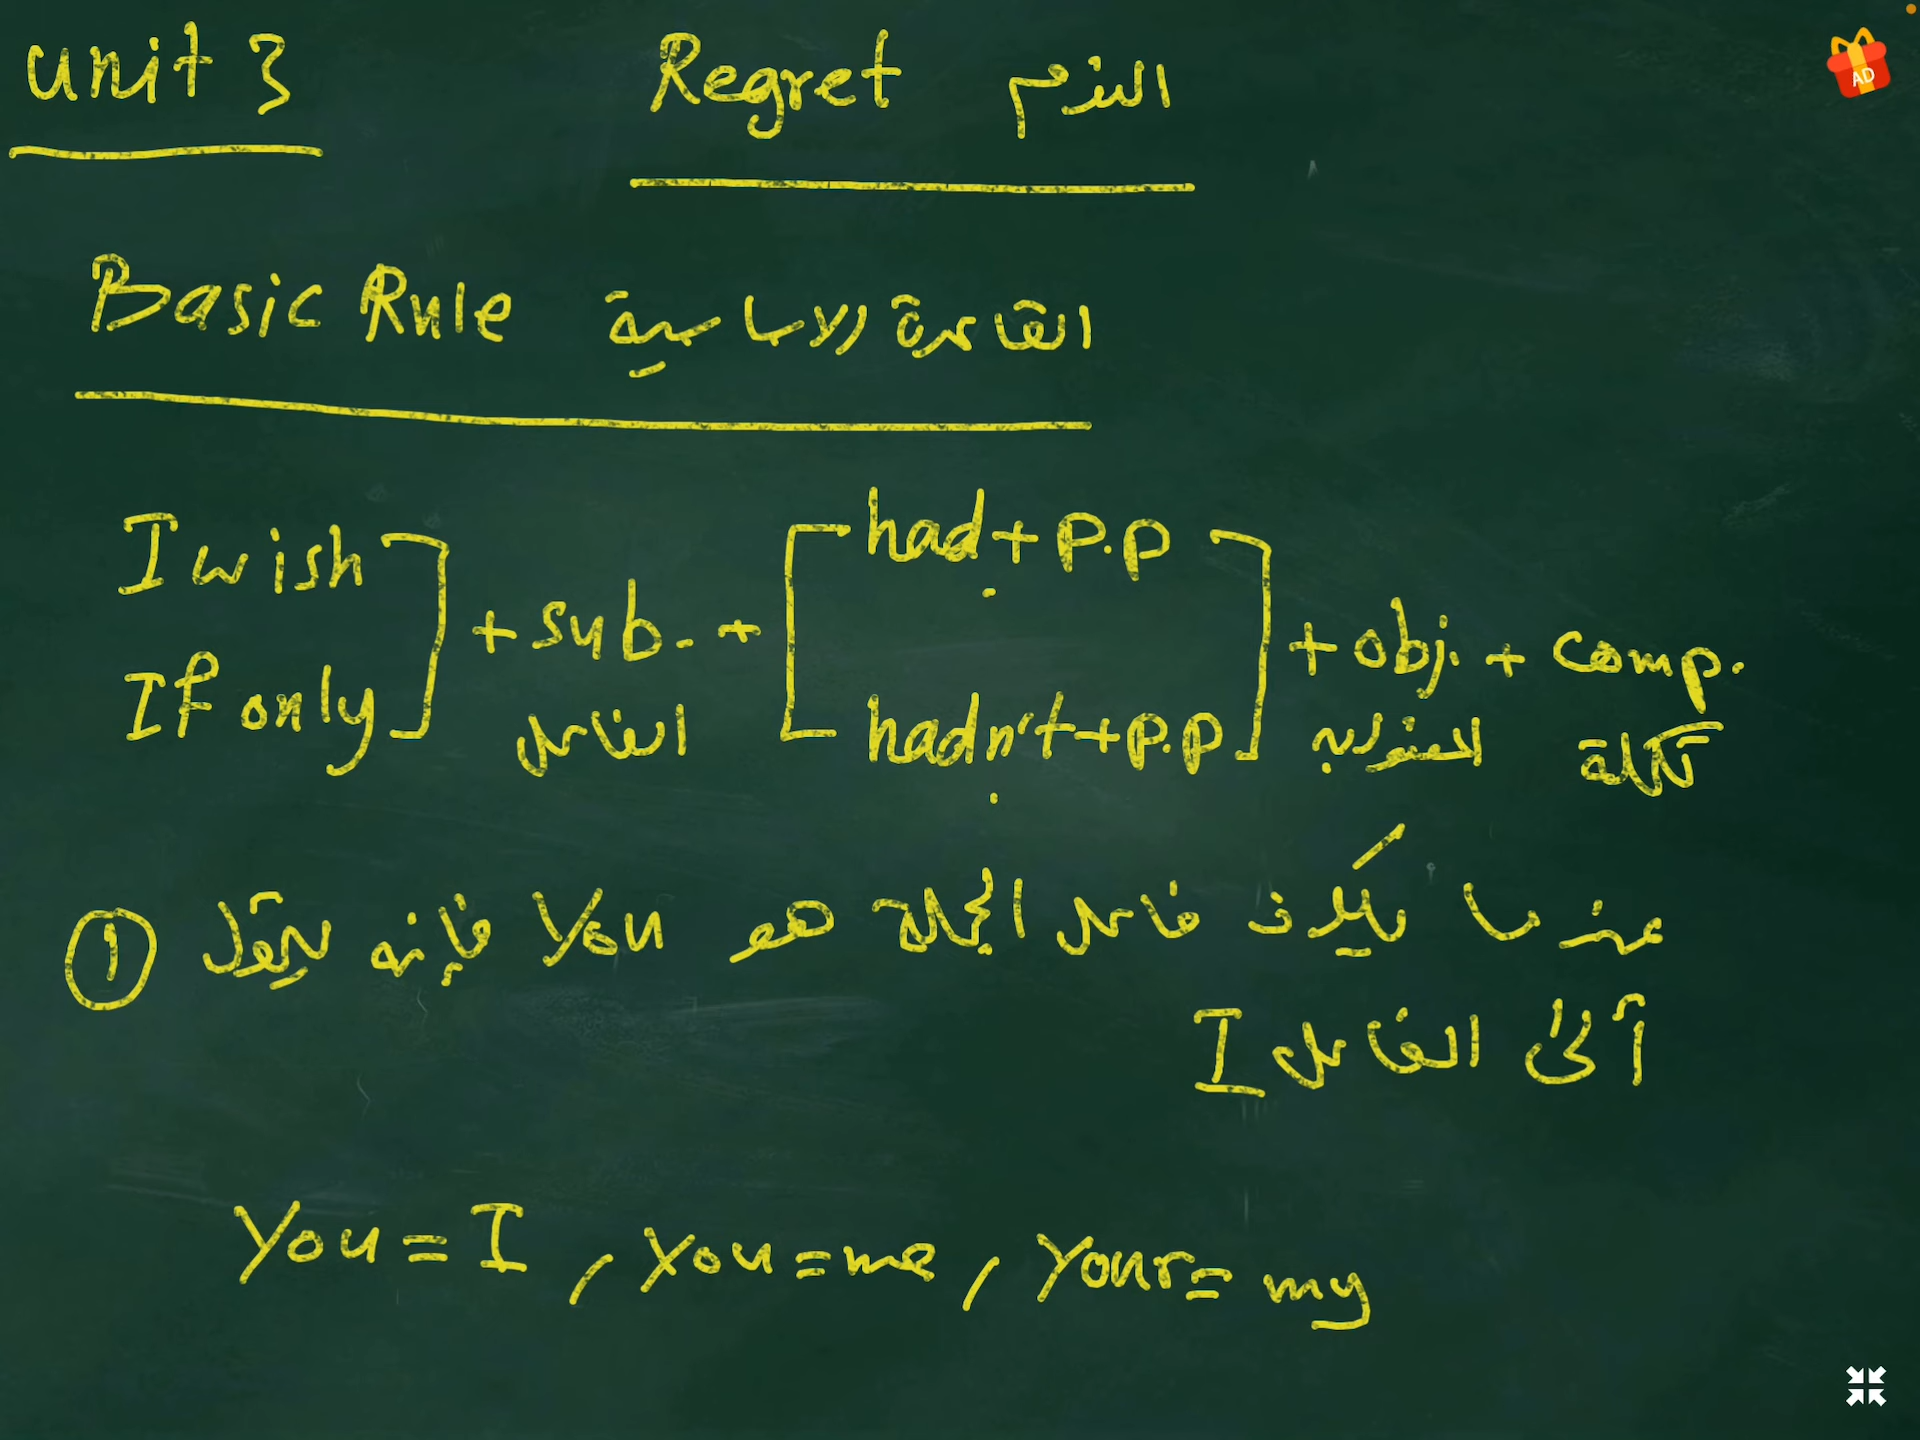 unit 3
Regret الندم
Basic Rule القاعدة الاساسية
I wish
If only
+ sub. +
الفاعل
had + p.p
hadn't + p.p
+ obj. + comp.
المفعول به تكملة
① عندما يكون فاعل الجملة هو You فإنه يتحول
ألى الفاعل I
You = I , You = me , Your = my
AD